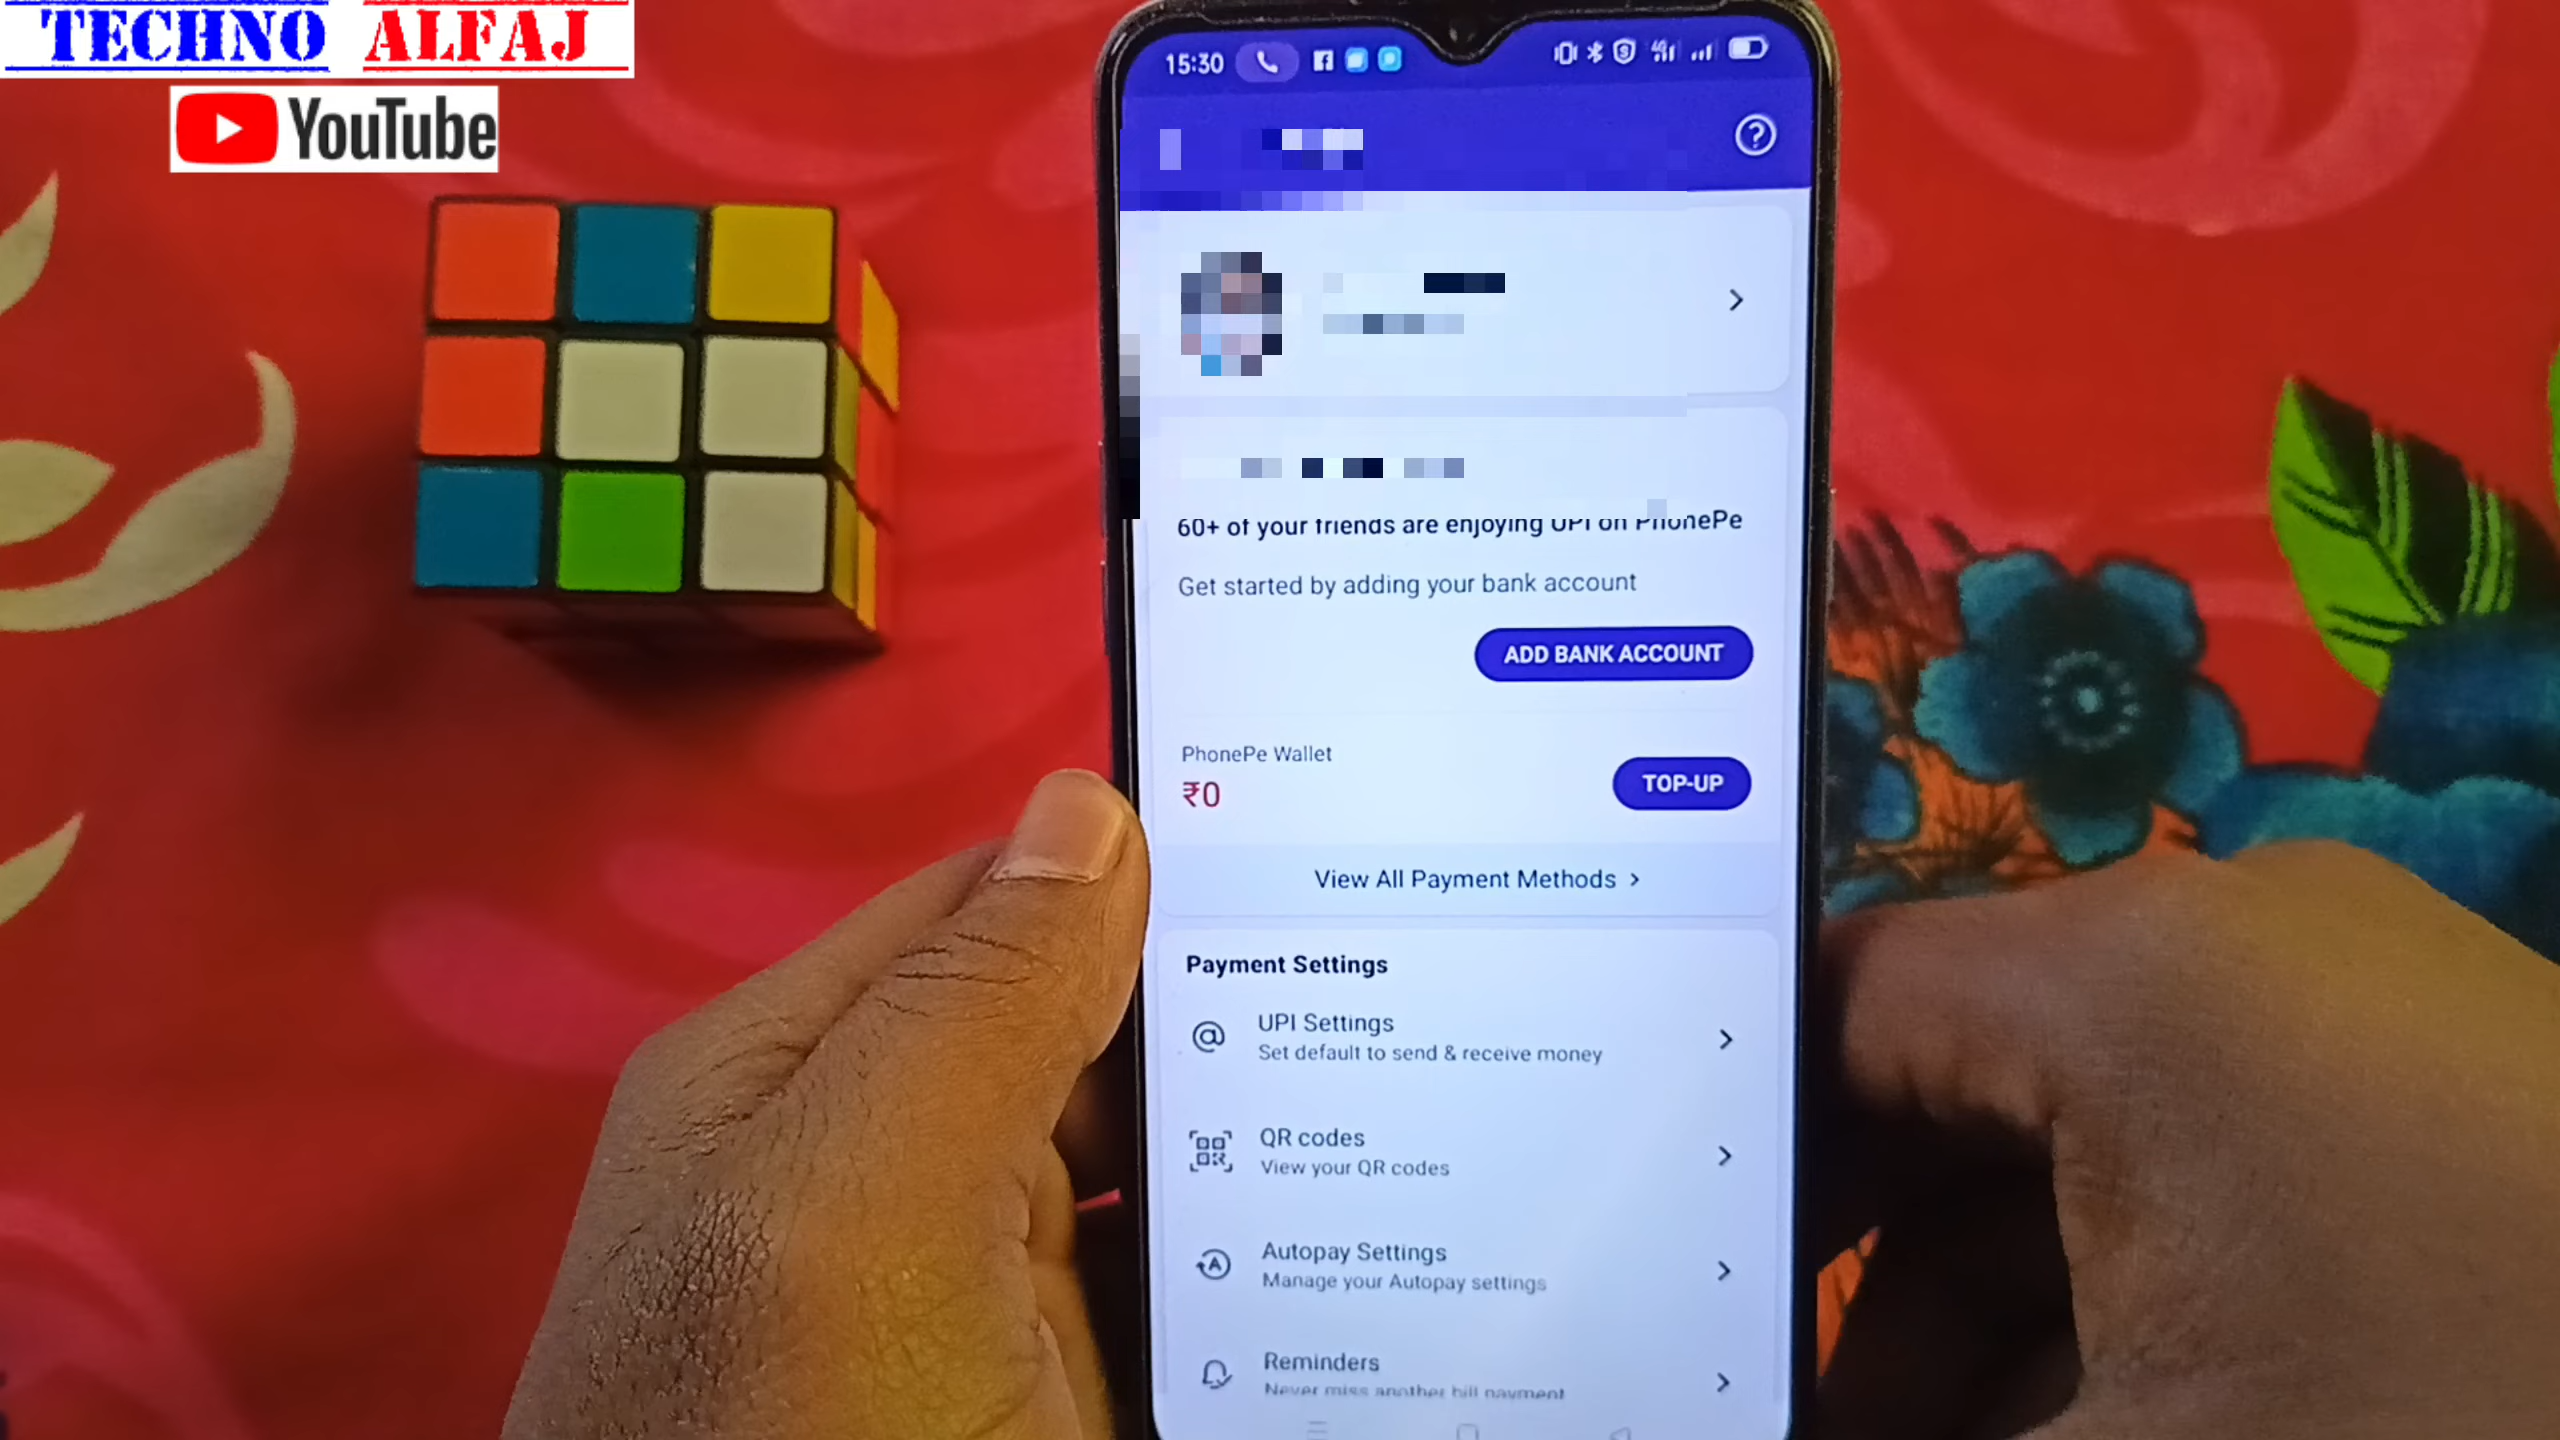 TECHNO ALFAJ
YouTube
15:30
60+ of your friends are enjoying UPI on PhonePe
Get started by adding your bank account
ADD BANK ACCOUNT
PhonePe Wallet
₹0
TOP-UP
View All Payment Methods >
Payment Settings
UPI Settings
Set default to send & receive money
QR codes
View your QR codes
Autopay Settings
Manage your Autopay settings
Reminders
Never miss another bill payment